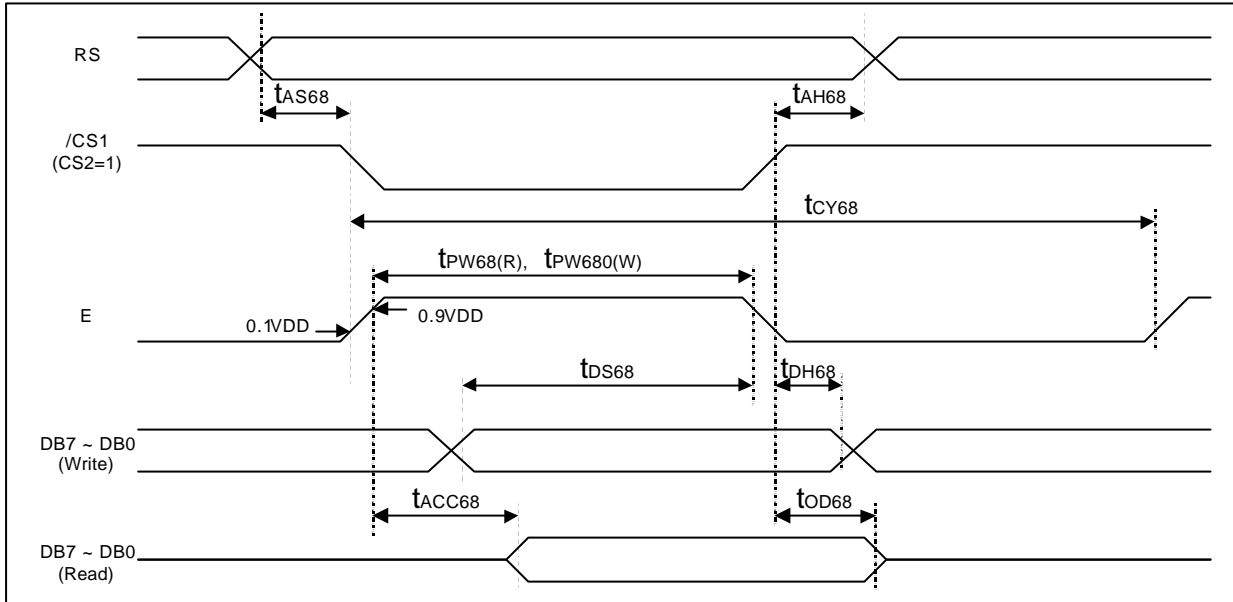 RS
tAS68
tAH68
/CS1
(CS2=1)
tCY68
tPW68(R), tPW680(W)
E
0.1VDD
0.9VDD
tDS68
tDH68
DB7 ~ DB0
(Write)
tACC68
tOD68
DB7 ~ DB0
(Read)